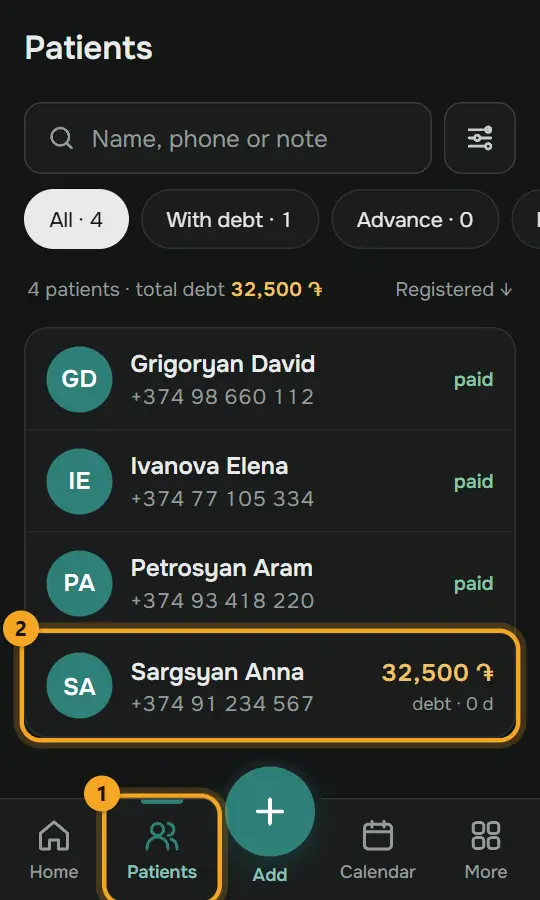 Patients
Name, phone or note
All · 4
With debt · 1
Advance · 0
4 patients · total debt 32,500 ֏
Registered ↓
GD
Grigoryan David
+374 98 660 112
paid
IE
Ivanova Elena
+374 77 105 334
paid
PA
Petrosyan Aram
+374 93 418 220
paid
2
SA
Sargsyan Anna
+374 91 234 567
32,500 ֏
debt · 0 d
1
Home
Patients
Add
Calendar
More